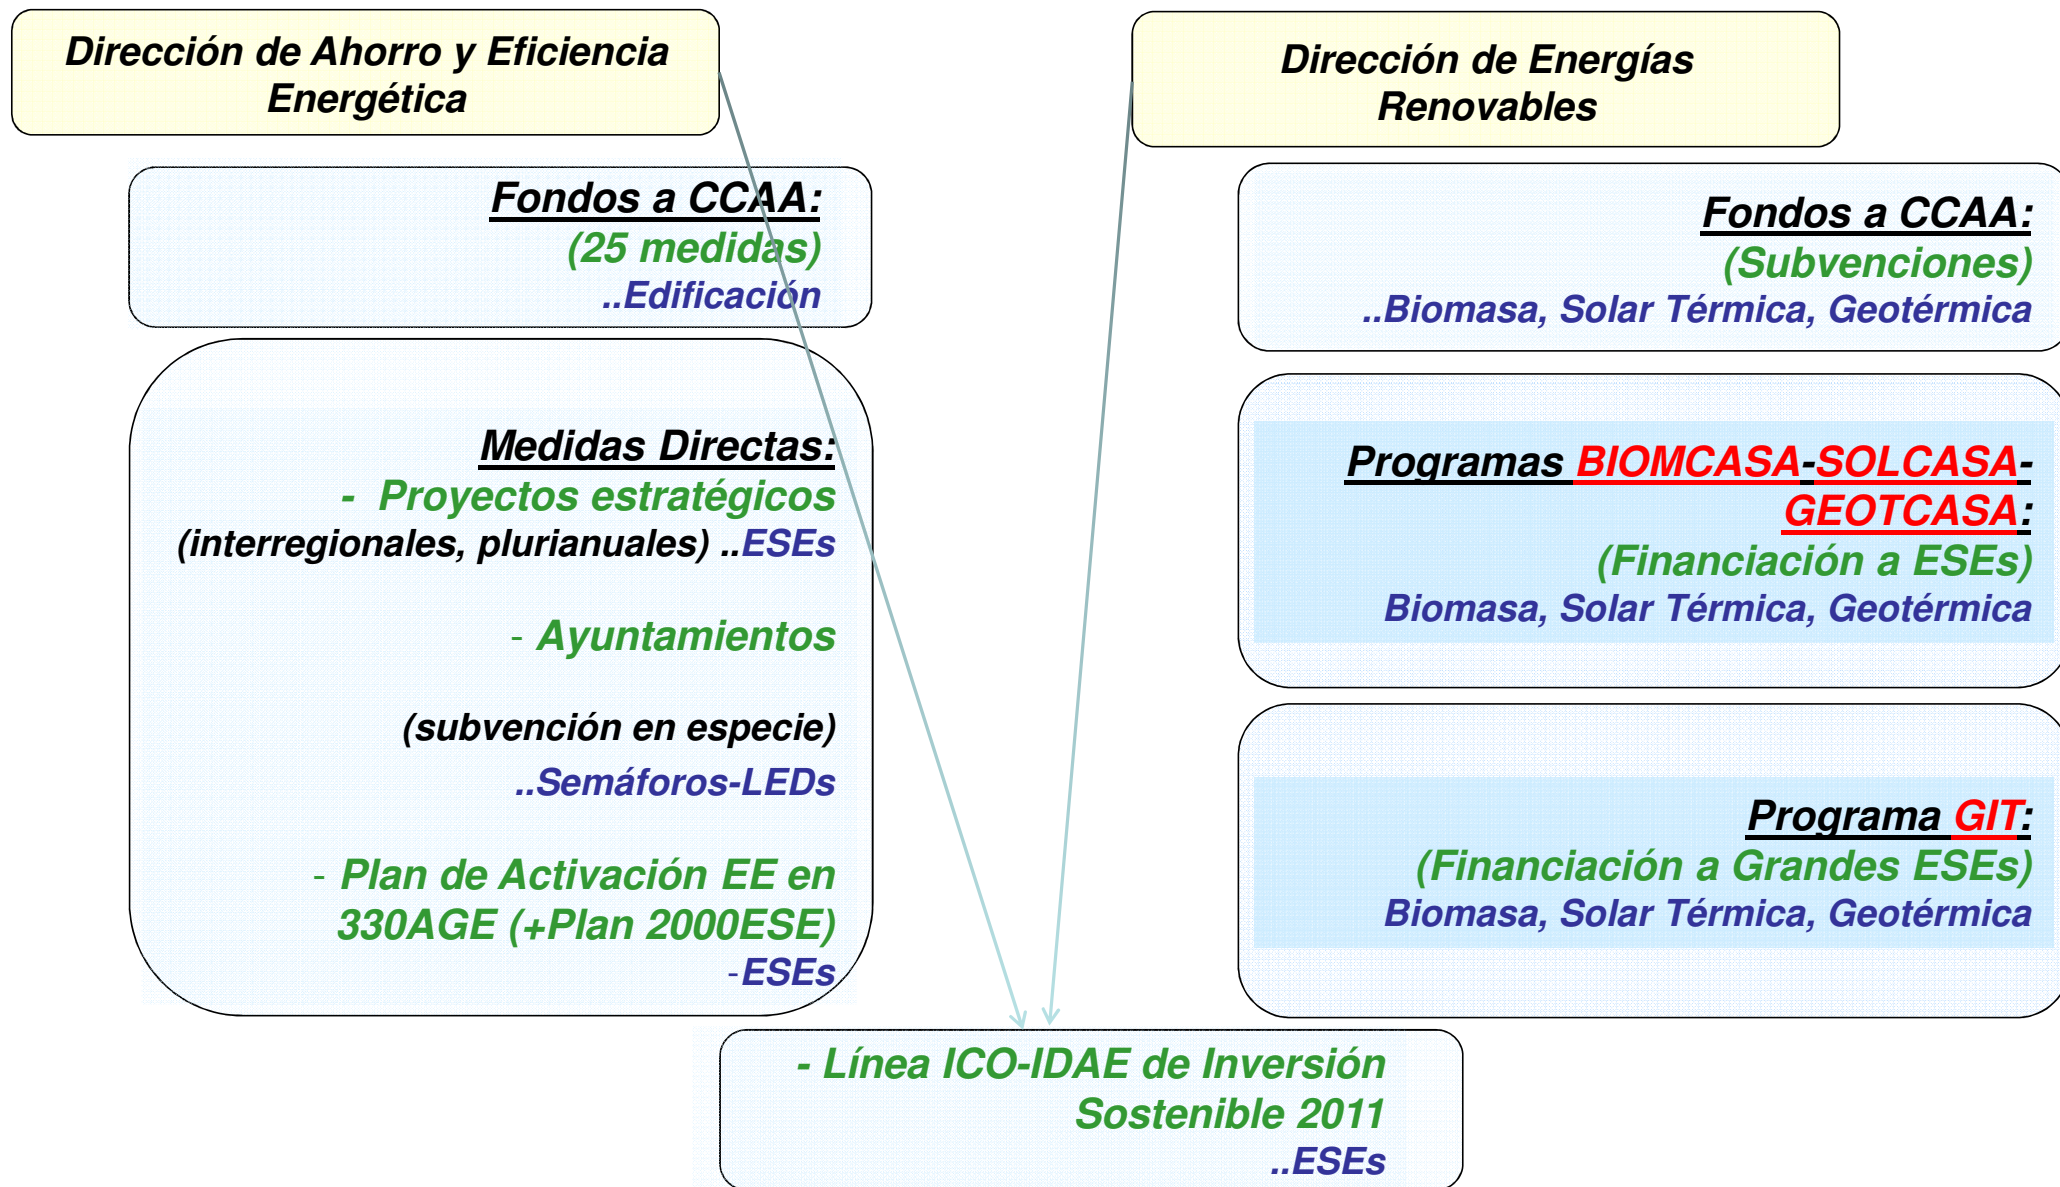 Dirección de Ahorro y Eficiencia
Energética
Fondos a CCAA:
(25 medidas)
..Edificación
Medidas Directas:
- Proyectos estratégicos
(interregionales, plurianuales) ..ESEs
- Ayuntamientos
(subvención en especie)
..Semáforos-LEDs
- Plan de Activación EE en
330AGE (+Plan 2000ESE)
-ESEs
Dirección de Energías
Renovables
Fondos a CCAA:
(Subvenciones)
..Biomasa, Solar Térmica, Geotérmica
Programas BIOMCASA-SOLCASA-
GEOTCASA:
(Financiación a ESEs)
Biomasa, Solar Térmica, Geotérmica
Programa GIT:
(Financiación a Grandes ESEs)
Biomasa, Solar Térmica, Geotérmica
- Línea ICO-IDAE de Inversión
Sostenible 2011
..ESEs